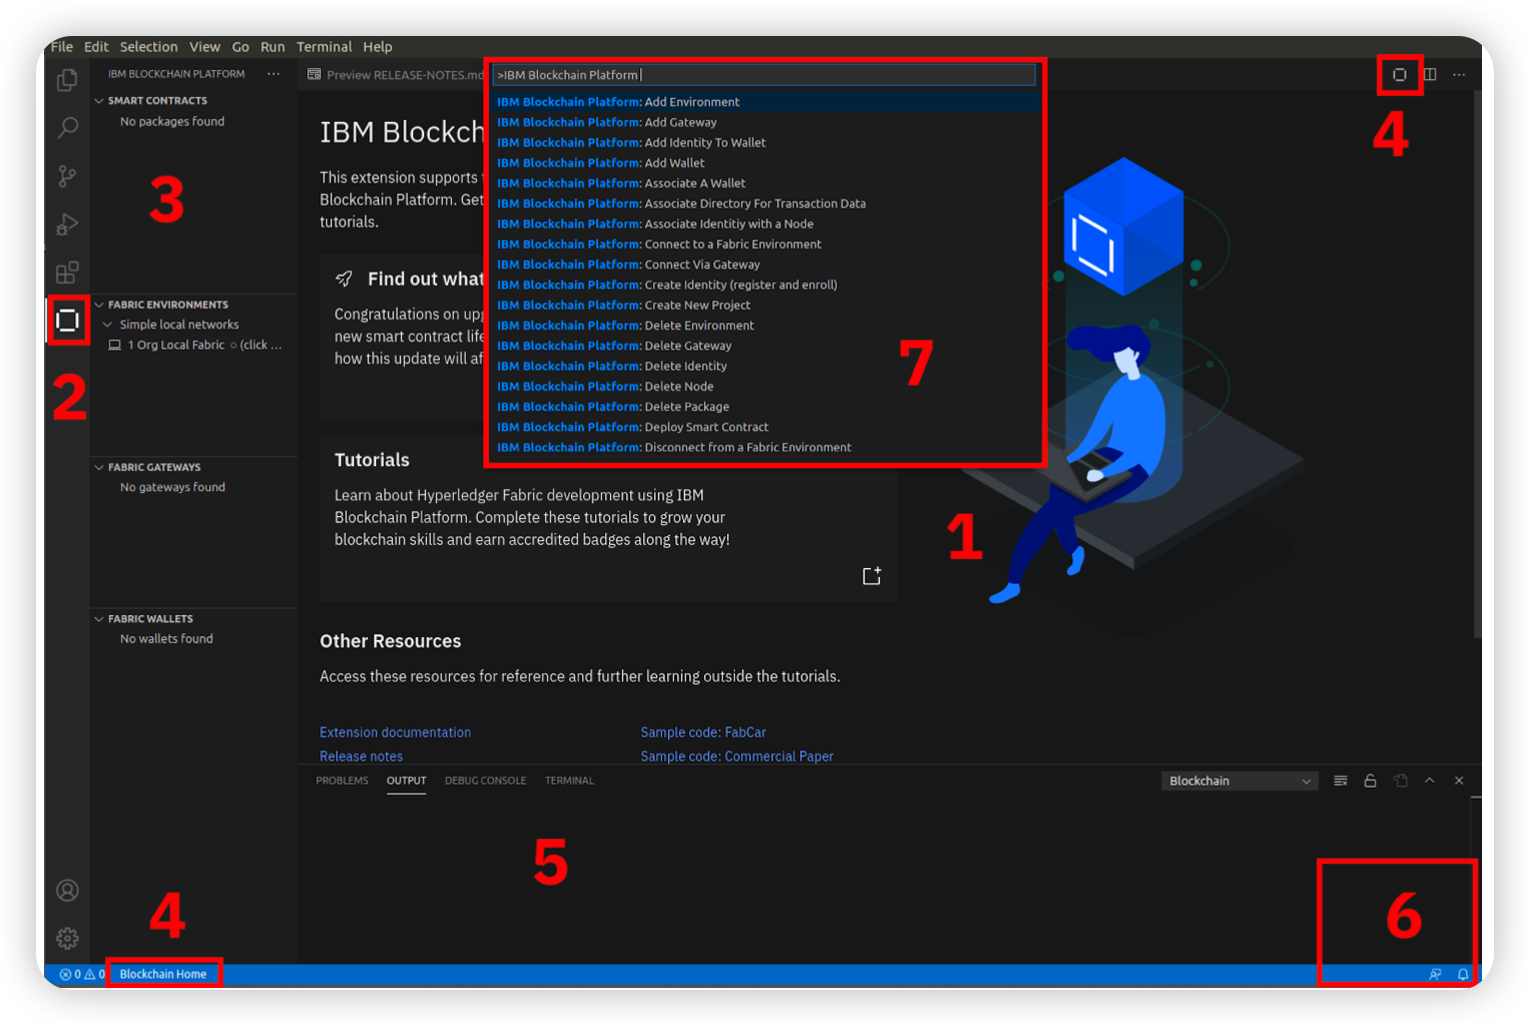 File Edit Selection View Go Run Terminal Help
IBM BLOCKCHAIN PLATFORM ...
SMART CONTRACTS
No packages found
3
FABRIC ENVIRONMENTS
Simple local networks
1 Org Local Fabric ○ (click ...
2
FABRIC GATEWAYS
No gateways found
FABRIC WALLETS
No wallets found
4
Preview RELEASE-NOTES.md
>IBM Blockchain Platform
IBM Blockchain Platform: Add Environment
IBM Blockchain Platform: Add Gateway
IBM Blockchain Platform: Add Identity To Wallet
IBM Blockchain Platform: Add Wallet
IBM Blockchain Platform: Associate A Wallet
IBM Blockchain Platform: Associate Directory For Transaction Data
IBM Blockchain Platform: Associate Identitiy with a Node
IBM Blockchain Platform: Connect to a Fabric Environment
IBM Blockchain Platform: Connect Via Gateway
IBM Blockchain Platform: Create Identity (register and enroll)
IBM Blockchain Platform: Create New Project
IBM Blockchain Platform: Delete Environment
IBM Blockchain Platform: Delete Gateway
IBM Blockchain Platform: Delete Identity
IBM Blockchain Platform: Delete Node
IBM Blockchain Platform: Delete Package
IBM Blockchain Platform: Deploy Smart Contract
IBM Blockchain Platform: Disconnect from a Fabric Environment
7
4
IBM Blockch
This extension supports
Blockchain Platform. Get
tutorials.
Find out what
Congratulations on upg
new smart contract life
how this update will af
Tutorials
Learn about Hyperledger Fabric development using IBM
Blockchain Platform. Complete these tutorials to grow your
blockchain skills and earn accredited badges along the way!
1
Other Resources
Access these resources for reference and further learning outside the tutorials.
Extension documentation Sample code: FabCar
Release notes Sample code: Commercial Paper
PROBLEMS OUTPUT DEBUG CONSOLE TERMINAL Blockchain
5
6
0 0 Blockchain Home